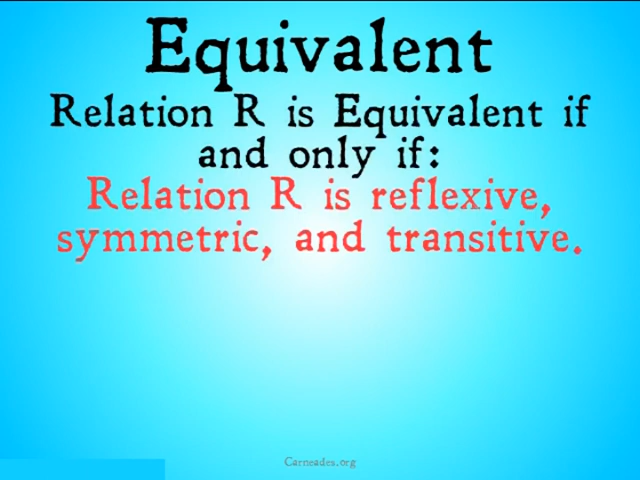 Equivalent
Relation R is Equivalent if
and only if:
Relation R is reflexive,
symmetric, and transitive.
Carneades.org